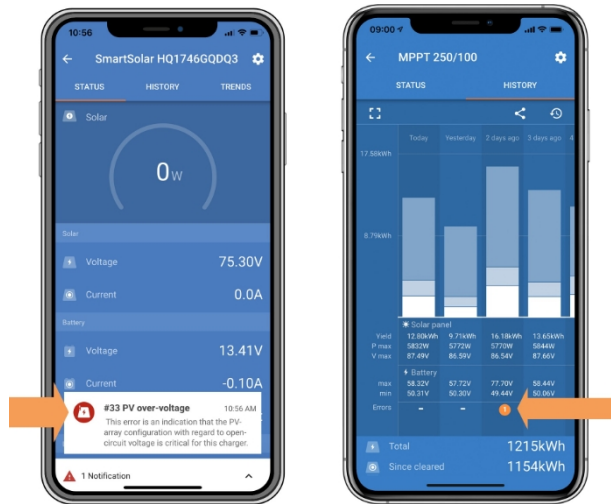 10:56
SmartSolar HQ1746GQDQ3
STATUS HISTORY TRENDS
Solar
0W
Solar
Voltage 75.30V
Current 0.0A
Battery
Voltage 13.41V
Current -0.10A
#33 PV over-voltage 10:56 AM
This error is an indication that the PV-
array configuration with regard to open-
circuit voltage is critical for this charger.
1 Notification
09:00
MPPT 250/100
STATUS HISTORY
Today Yesterday 2 days ago 3 days ago 4
17.58kWh
8.79kWh
Solar panel
Yield 12.80kWh 9.71kWh 16.18kWh 13.65kWh
P max 5832W 5772W 5770W 5844W
V max 87.49V 86.59V 86.54V 87.66V
Battery
max 58.32V 57.72V 77.70V 58.44V
min 50.31V 50.30V 49.44V 50.06V
Errors - - 1
Total 1215kWh
Since cleared 1154kWh